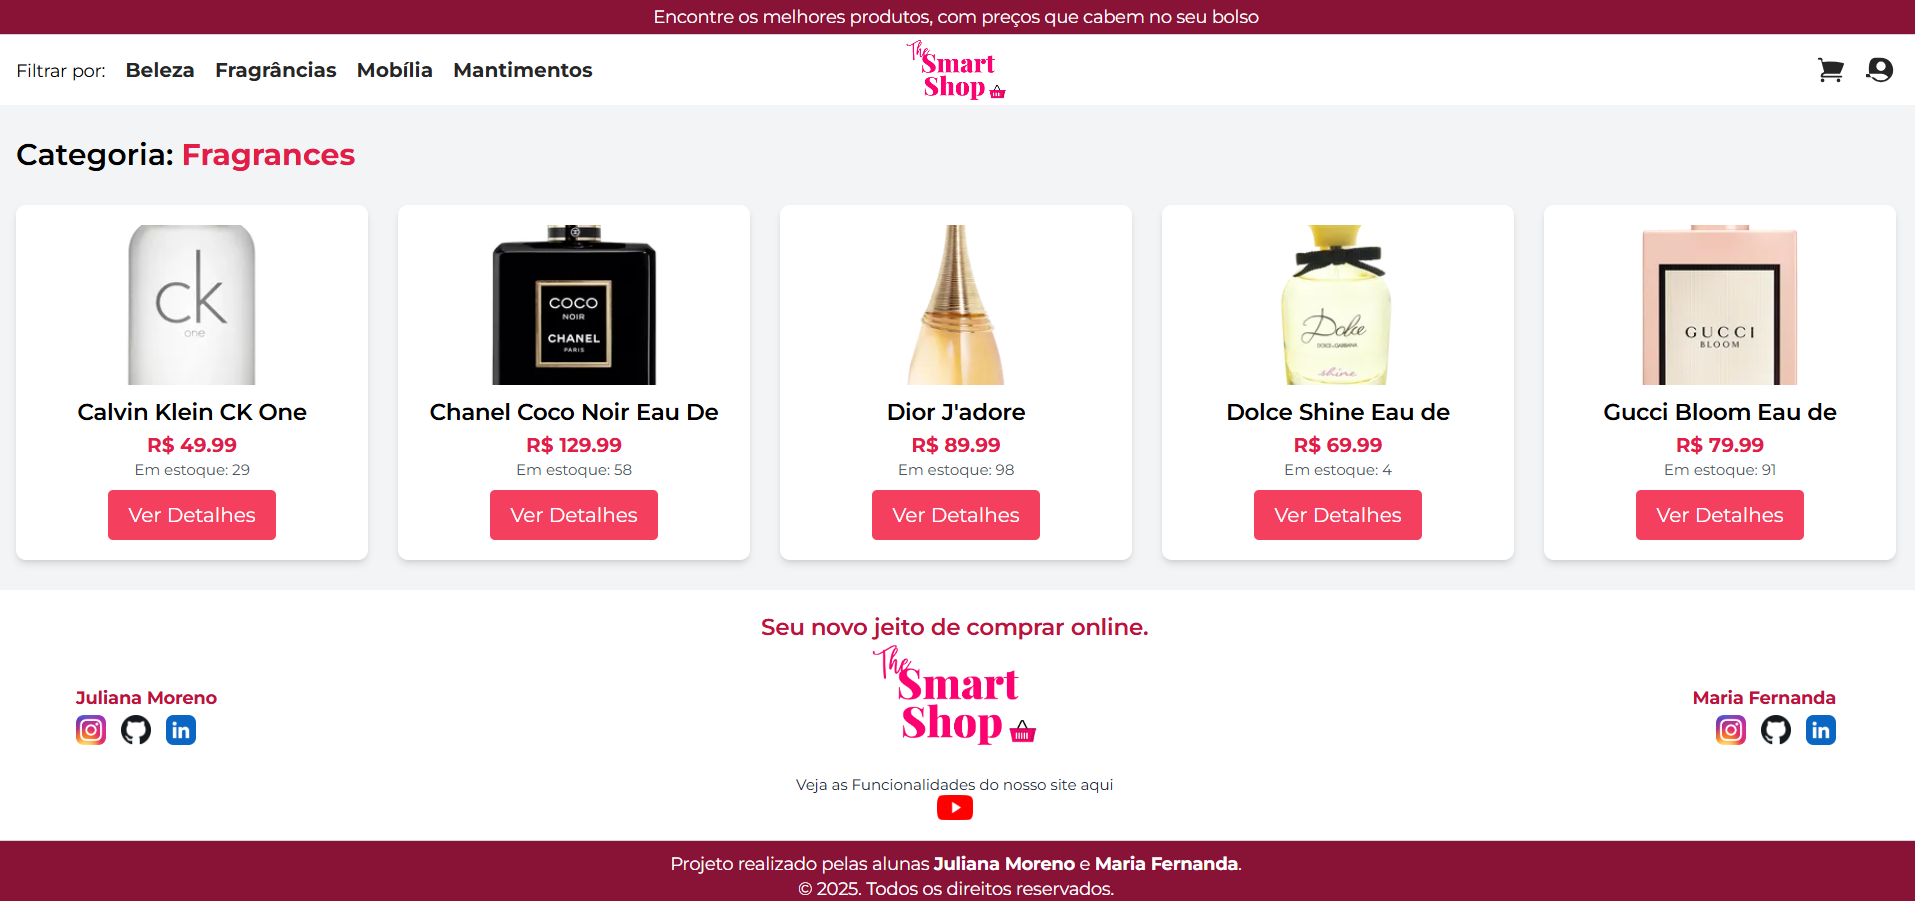 Encontre os melhores produtos, com preços que cabem no seu bolso
Filtrar por: Beleza Fragrâncias Mobília Mantimentos
The
Smart
Shop
Categoria: Fragrances
ck
one
COCO
NOIR
CHANEL
PARIS
Dolce
DOLCE & GABBANA
shine
GUCCI
BLOOM
Calvin Klein CK One
R$ 49.99
Em estoque: 29
Ver Detalhes
Chanel Coco Noir Eau De
R$ 129.99
Em estoque: 58
Ver Detalhes
Dior J'adore
R$ 89.99
Em estoque: 98
Ver Detalhes
Dolce Shine Eau de
R$ 69.99
Em estoque: 4
Ver Detalhes
Gucci Bloom Eau de
R$ 79.99
Em estoque: 91
Ver Detalhes
Seu novo jeito de comprar online.
The
Smart
Shop
Juliana Moreno
in
Maria Fernanda
in
Veja as Funcionalidades do nosso site aqui
Projeto realizado pelas alunas Juliana Moreno e Maria Fernanda.
© 2025. Todos os direitos reservados.